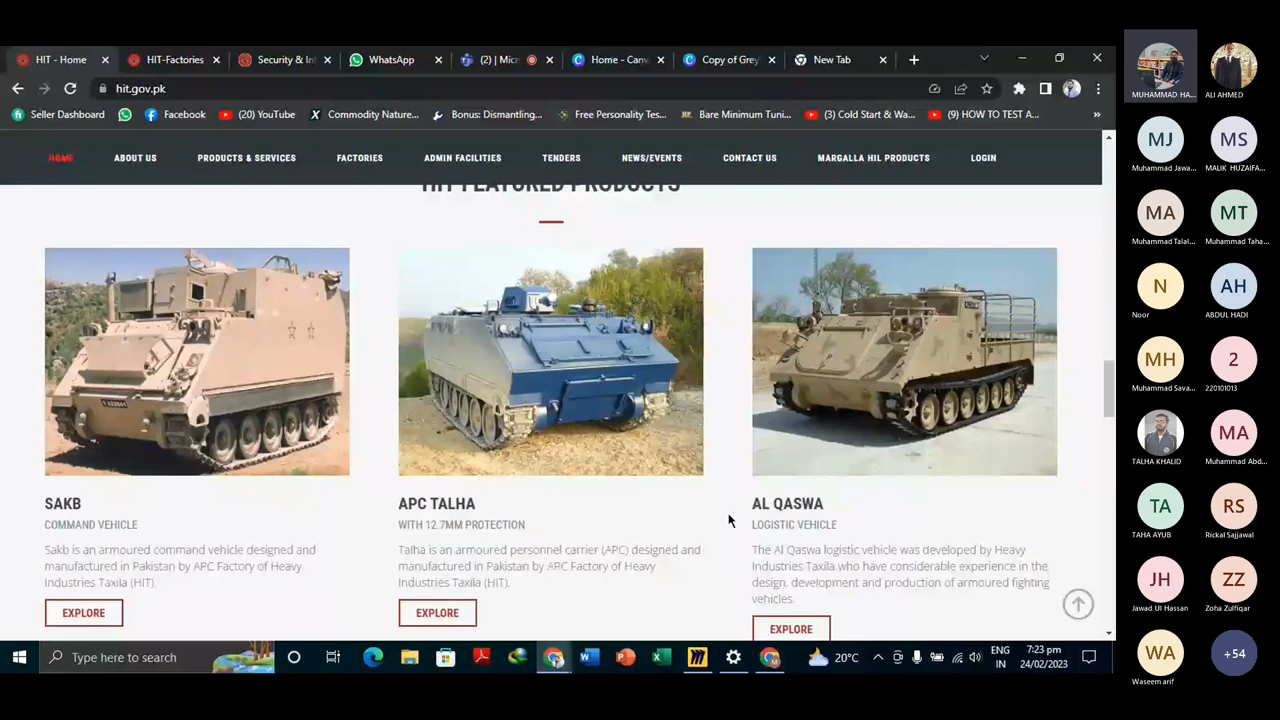 HIT - Home
HIT-Factories
Security & In
WhatsApp
(2) | Micr
Home - Canv
Copy of Grey
New Tab
hit.gov.pk
Seller Dashboard
Facebook
(20) YouTube
Commodity Nature...
Bonus: Dismantling...
Free Personality Tes...
Bare Minimum Tuni...
(3) Cold Start & Wa...
(9) HOW TO TEST A...
HOME
ABOUT US
PRODUCTS & SERVICES
FACTORIES
ADMIN FACILITIES
TENDERS
NEWS/EVENTS
CONTACT US
MARGALLA HIL PRODUCTS
LOGIN
HIT FEATURED PRODUCTS
SAKB
COMMAND VEHICLE
Sakb is an armoured command vehicle designed and
manufactured in Pakistan by APC Factory of Heavy
Industries Taxila (HIT).
EXPLORE
APC TALHA
WITH 12.7MM PROTECTION
Talha is an armoured personnel carrier (APC) designed and
manufactured in Pakistan by APC Factory of Heavy
Industries Taxila (HIT).
EXPLORE
AL QASWA
LOGISTIC VEHICLE
The Al Qaswa logistic vehicle was developed by Heavy
Industries Taxila who have considerable experience in the
design, development and production of armoured fighting
vehicles.
EXPLORE
Type here to search
20°C
ENG
IN
7:23 pm
24/02/2023
MUHAMMAD HA...
ALI AHMED
MJ
Muhammad Jawa...
MS
MALIK HUZAIFA...
MA
Muhammad Talal...
MT
Muhammad Taha...
N
Noor
AH
ABDUL HADI
MH
Muhammad Sava...
2
220101013
TALHA KHALID
MA
Muhammad Abd...
TA
TAHA AYUB
RS
Rickal Sajjawal
JH
Jawad Ul Hassan
ZZ
Zoha Zulfiqar
WA
Waseem arif
+54